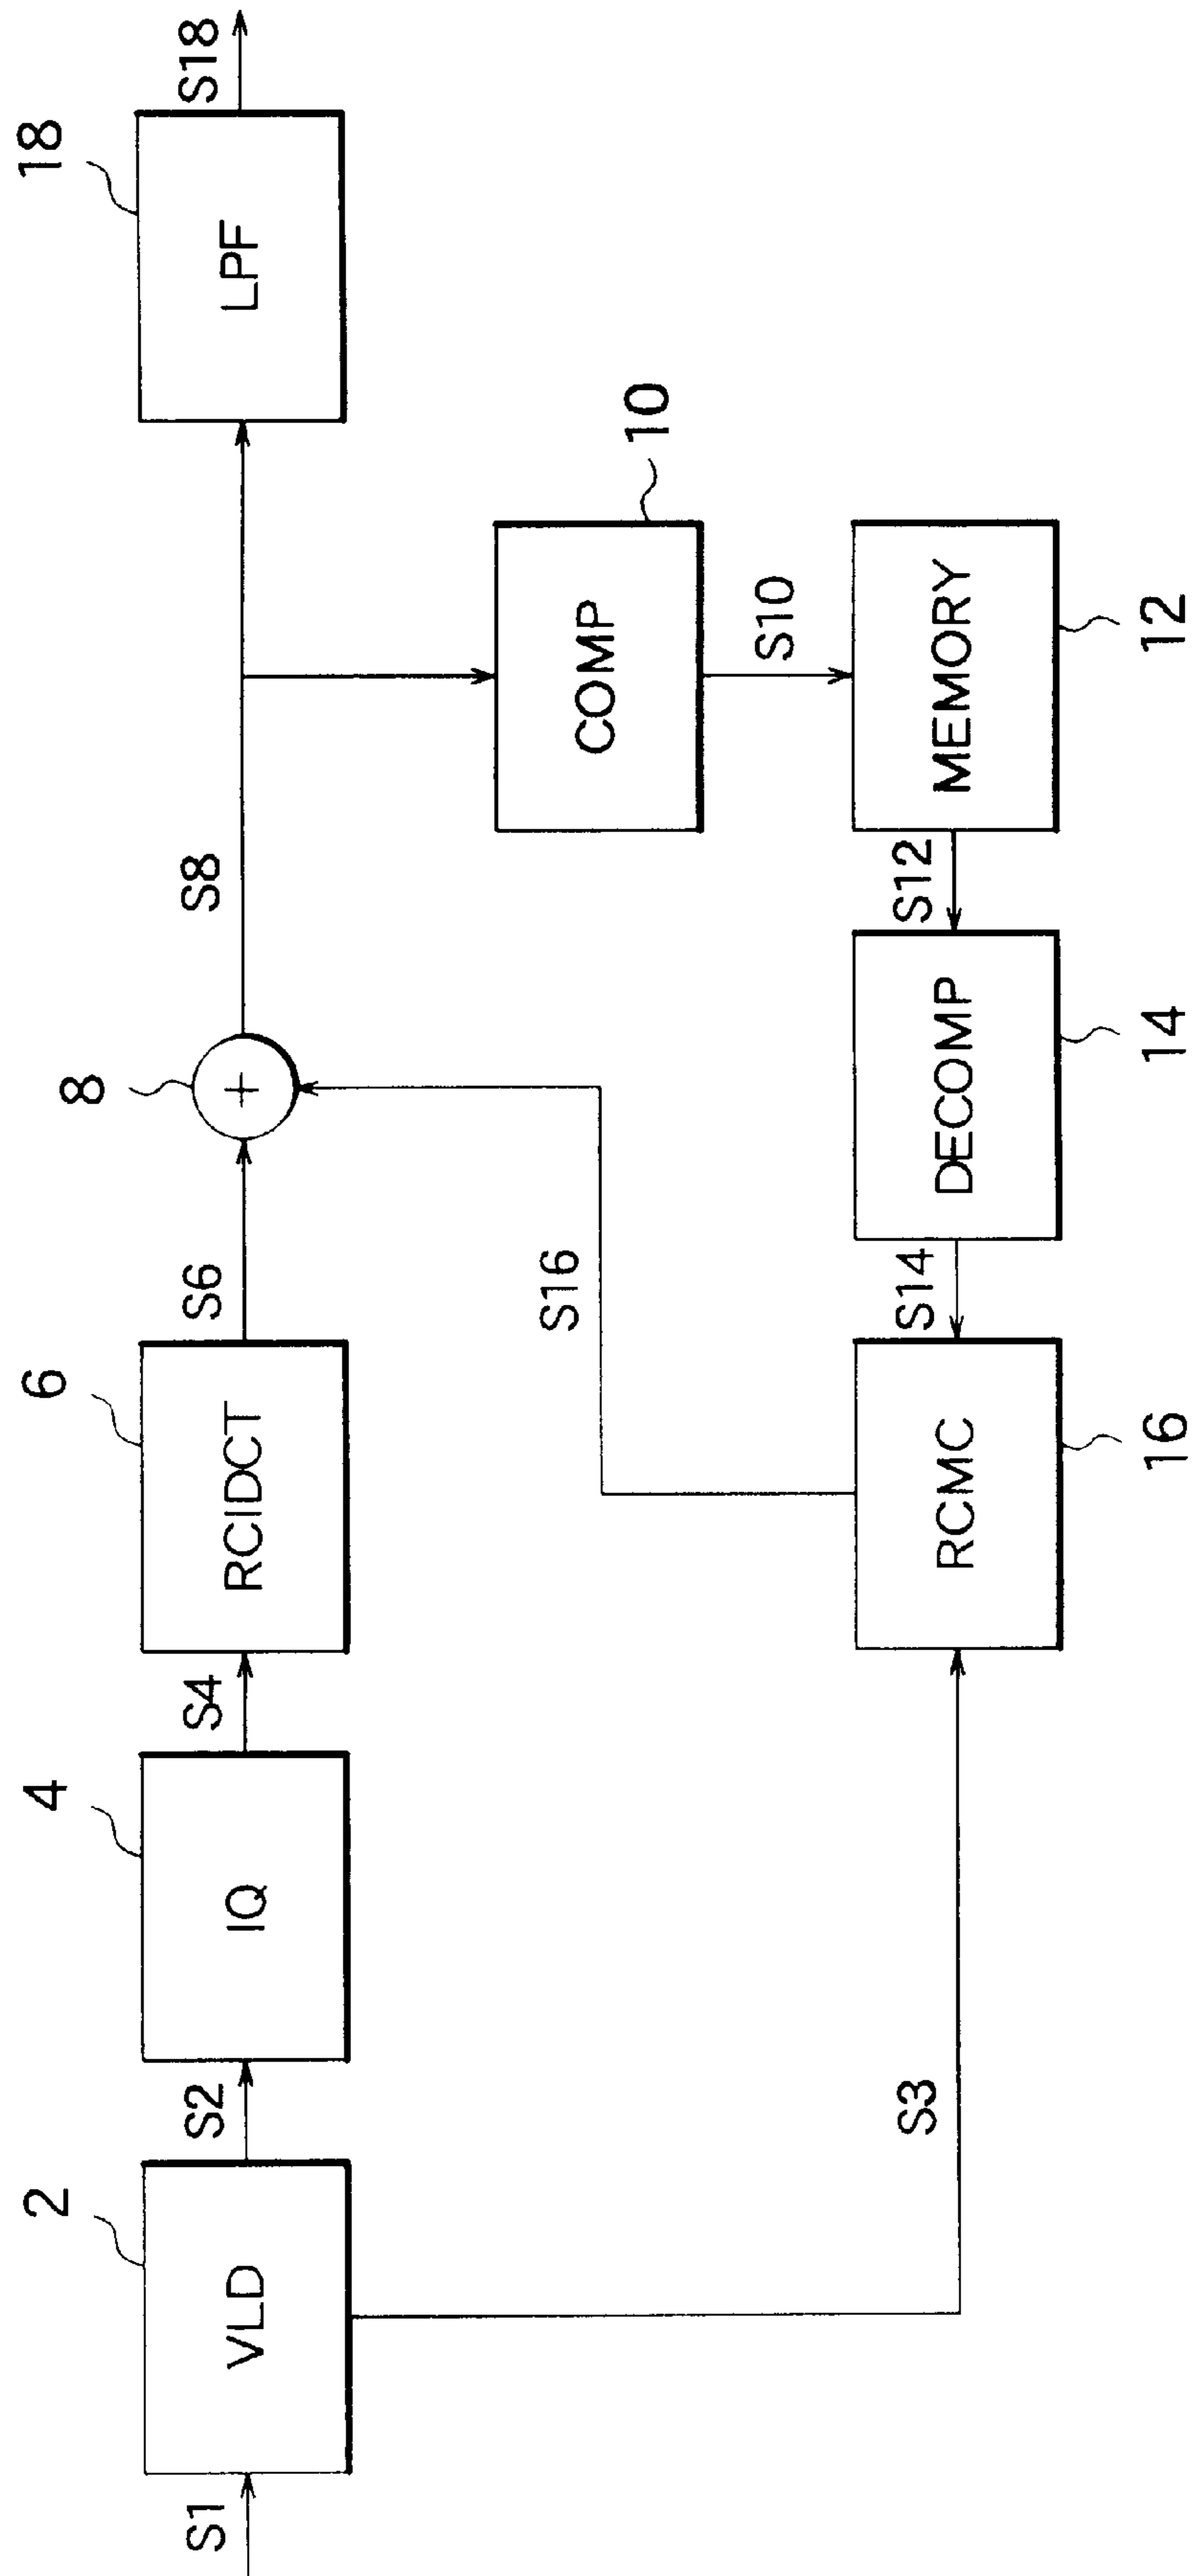 S1
2
VLD
S2
4
IQ
S4
6
RCIDCT
S6
8
+
S8
18
LPF
S18
S3
16
RCMC
S16
S14
14
DECOMP
S12
12
MEMORY
S10
10
COMP